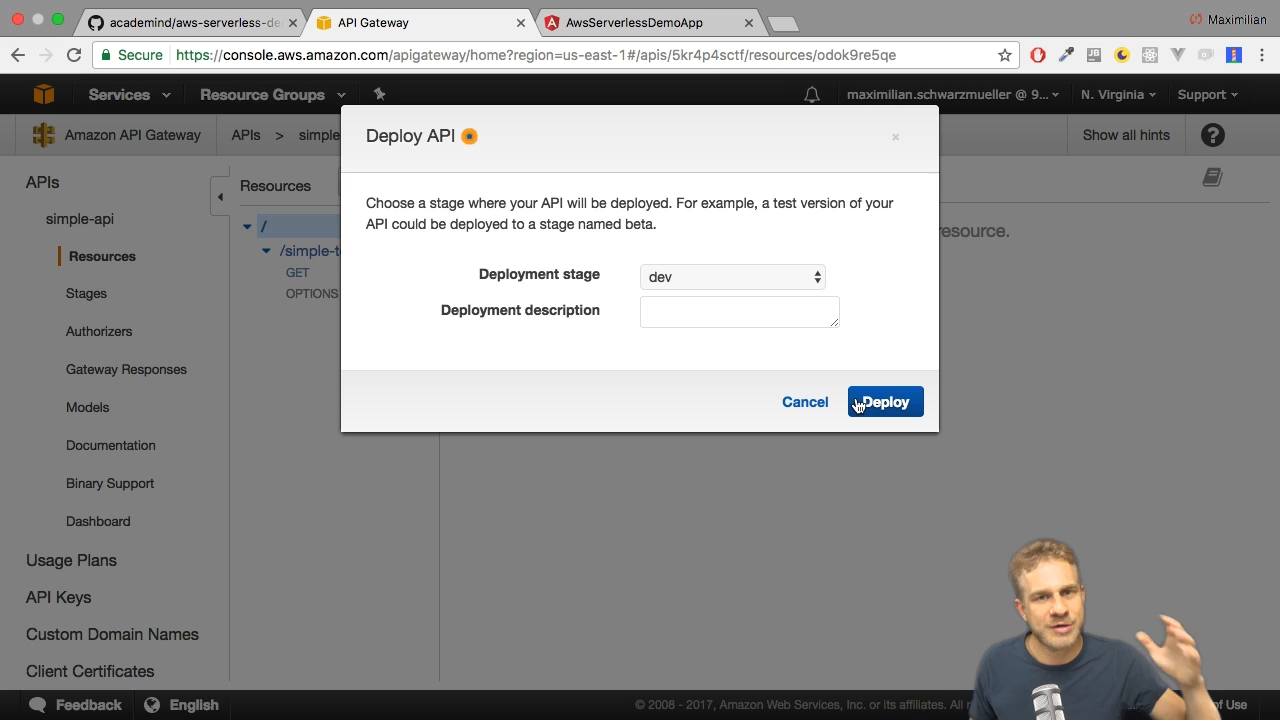 academind/aws-serverless-de
API Gateway
AwsServerlessDemoApp
Maximilian
Secure
https://console.aws.amazon.com/apigateway/home?region=us-east-1#/apis/5kr4p4sctf/resources/odok9re5qe
JB
Services
Resource Groups
maximilian.schwarzmueller @ 9...
N. Virginia
Support
Amazon API Gateway
APIs
>
simple
Show all hints
?
Deploy API
×
APIs
simple-api
Resources
Stages
Authorizers
Gateway Responses
Models
Documentation
Binary Support
Dashboard
Usage Plans
API Keys
Custom Domain Names
Client Certificates
Resources
/
/simple-t
GET
OPTIONS
esource.
Choose a stage where your API will be deployed. For example, a test version of your
API could be deployed to a stage named beta.
Deployment stage
dev
Deployment description
Cancel
Deploy
Feedback
English
© 2008 - 2017, Amazon Web Services, Inc. or its affiliates. All
of Use